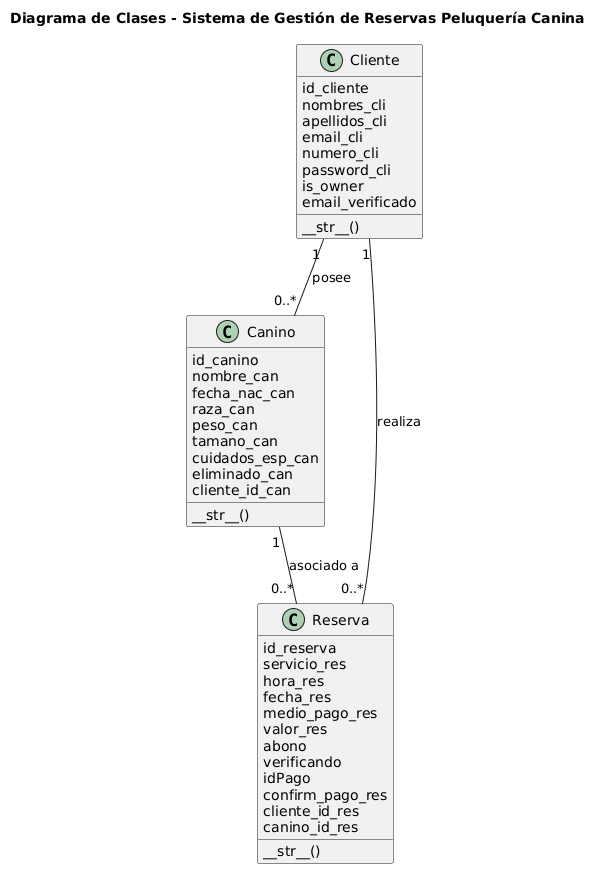 Diagrama de Clases - Sistema de Gestión de Reservas Peluquería Canina
C Cliente
id_cliente
nombres_cli
apellidos_cli
email_cli
numero_cli
password_cli
is_owner
email_verificado
__str__()
1
1
posee
0..*
C Canino
id_canino
nombre_can
fecha_nac_can
raza_can
peso_can
tamano_can
cuidados_esp_can
eliminado_can
cliente_id_can
__str__()
realiza
1
asociado a
0..*
0..*
C Reserva
id_reserva
servicio_res
hora_res
fecha_res
medio_pago_res
valor_res
abono
verificando
idPago
confirm_pago_res
cliente_id_res
canino_id_res
__str__()